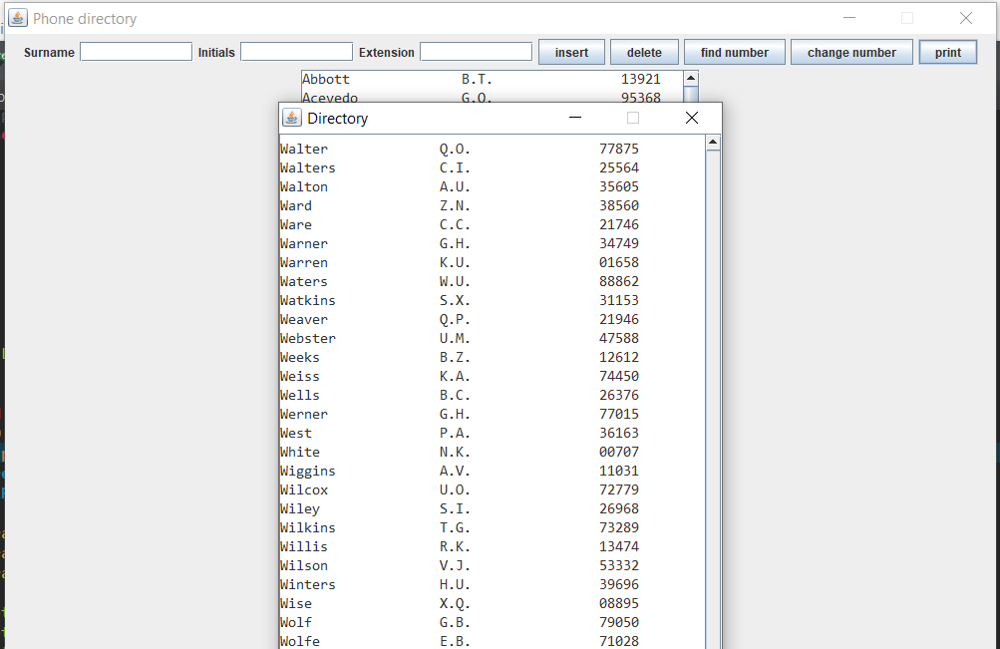 Phone directory
Surname Initials Extension insert delete find number change number print
Abbott B.T. 13921
Acevedo G.O. 95368
Directory
Walter Q.O. 77875
Walters C.I. 25564
Walton A.U. 35605
Ward Z.N. 38560
Ware C.C. 21746
Warner G.H. 34749
Warren K.U. 01658
Waters W.U. 88862
Watkins S.X. 31153
Weaver Q.P. 21946
Webster U.M. 47588
Weeks B.Z. 12612
Weiss K.A. 74450
Wells B.C. 26376
Werner G.H. 77015
West P.A. 36163
White N.K. 00707
Wiggins A.V. 11031
Wilcox U.O. 72779
Wiley S.I. 26968
Wilkins T.G. 73289
Willis R.K. 13474
Wilson V.J. 53332
Winters H.U. 39696
Wise X.Q. 08895
Wolf G.B. 79050
Wolfe E.B. 71028